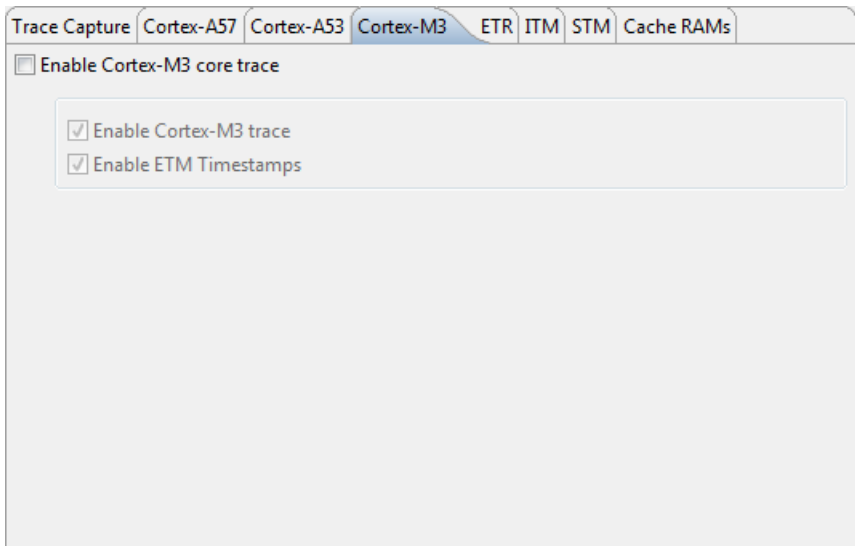 Trace Capture Cortex-A57 Cortex-A53 Cortex-M3 ETR ITM STM Cache RAMs
Enable Cortex-M3 core trace
Enable Cortex-M3 trace
Enable ETM Timestamps